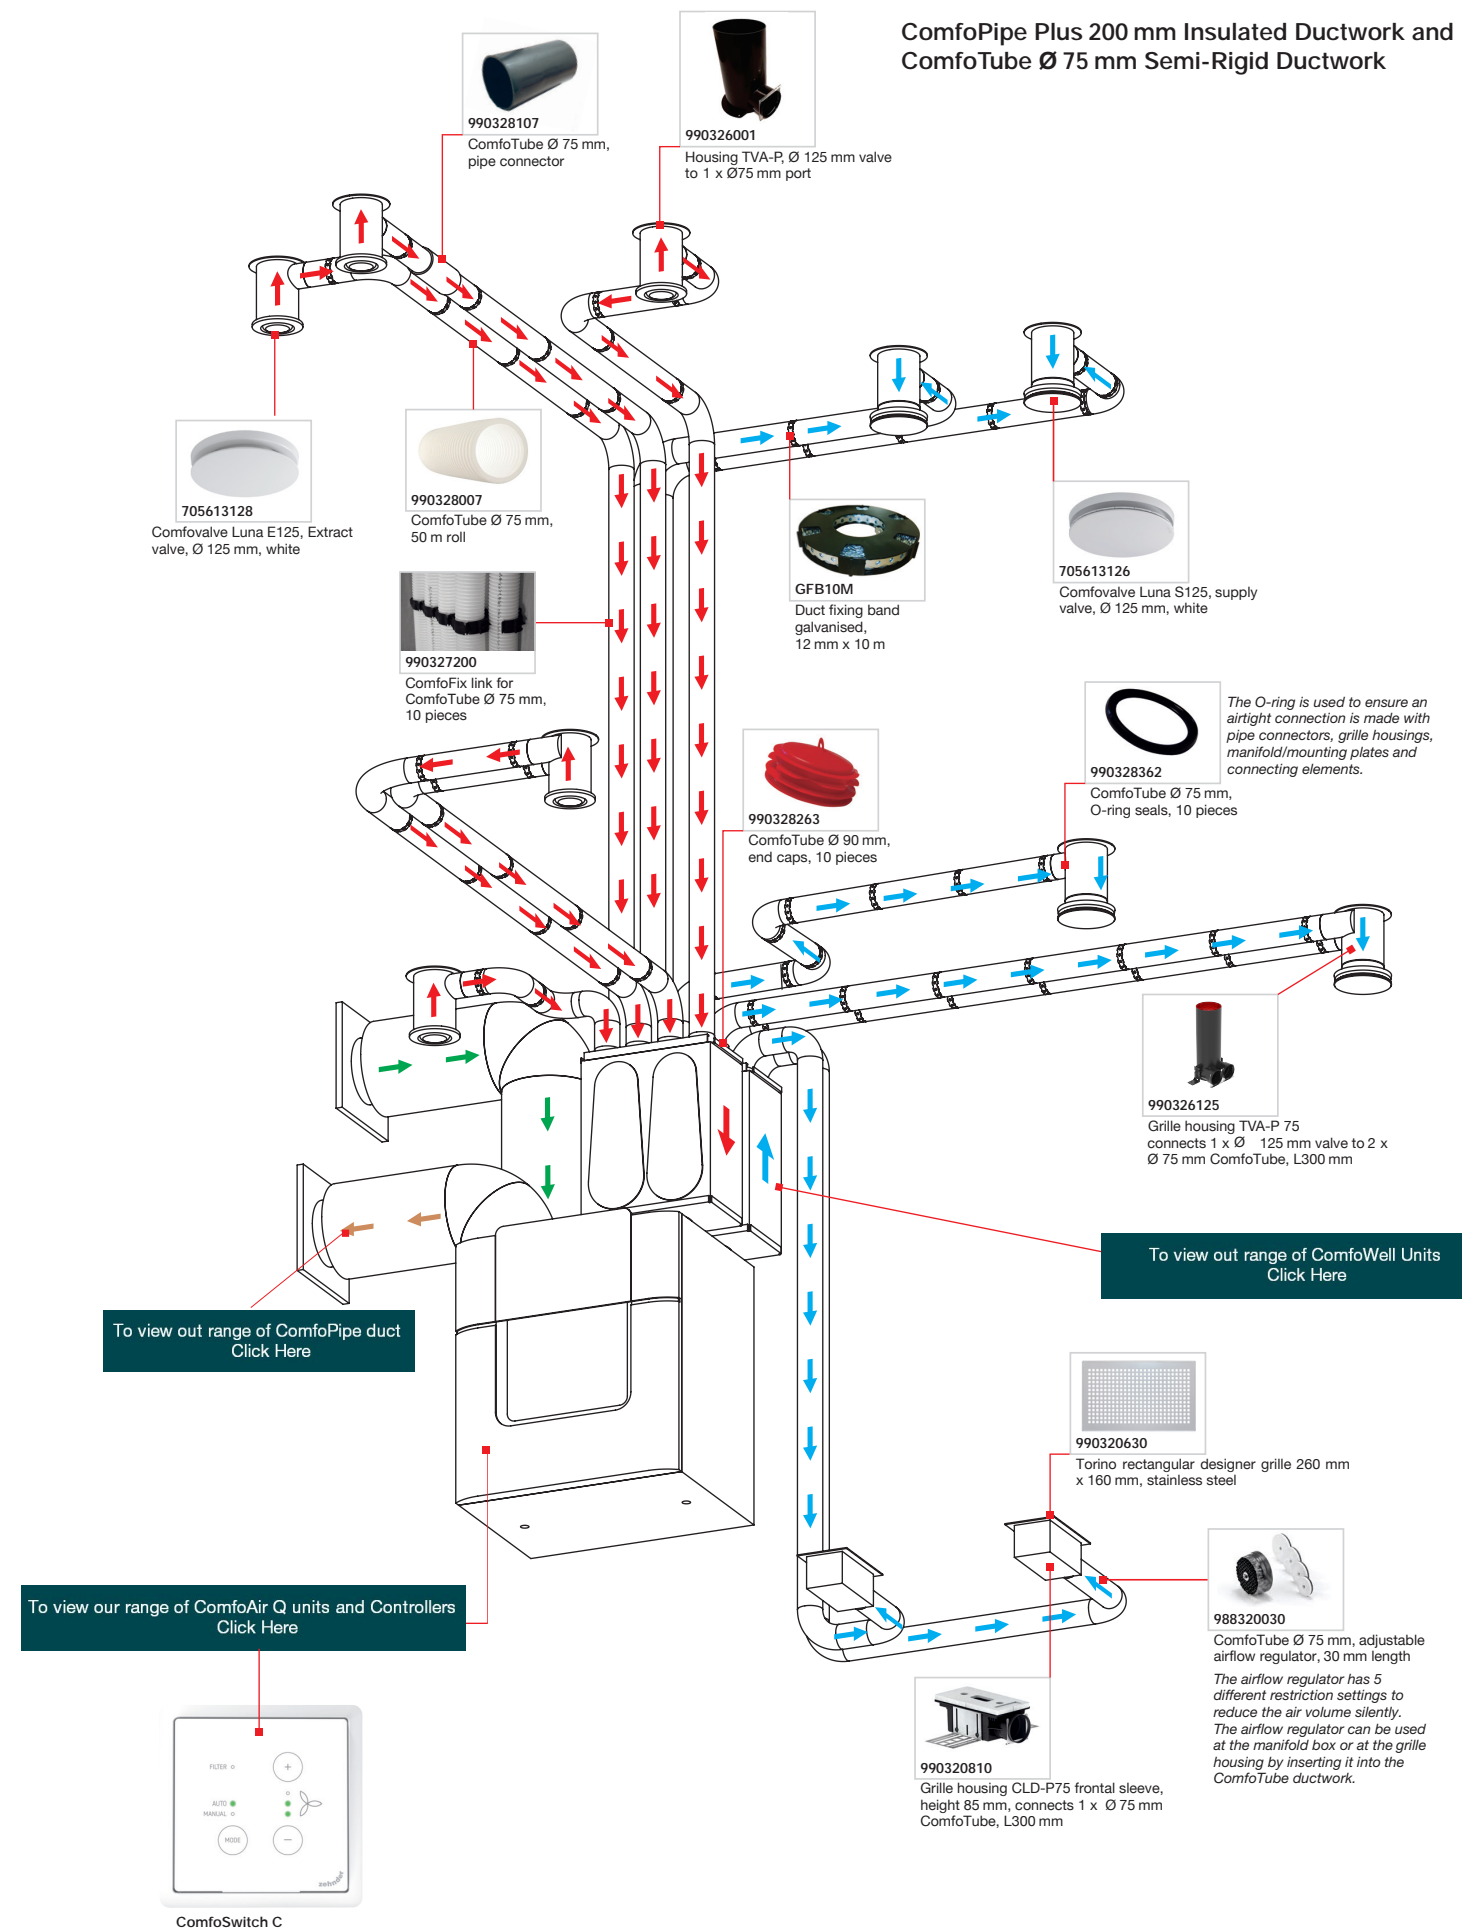 ComfoPipe Plus 200 mm Insulated Ductwork and
ComfoTube Ø 75 mm Semi-Rigid Ductwork
990328107
ComfoTube Ø 75 mm,
pipe connector
990326001
Housing TVA-P, Ø 125 mm valve
to 1 x Ø75 mm port
705613128
Comfovalve Luna E125, Extract
valve, Ø 125 mm, white
990328007
ComfoTube Ø 75 mm,
50 m roll
GFB10M
Duct fixing band
galvanised,
12 mm x 10 m
705613126
Comfovalve Luna S125, supply
valve, Ø 125 mm, white
990327200
ComfoFix link for
ComfoTube Ø 75 mm,
10 pieces
990328362
ComfoTube Ø 75 mm,
O-ring seals, 10 pieces
The O-ring is used to ensure an
airtight connection is made with
pipe connectors, grille housings,
manifold/mounting plates and
connecting elements.
990328263
ComfoTube Ø 90 mm,
end caps, 10 pieces
990326125
Grille housing TVA-P 75
connects 1 x Ø 125 mm valve to 2 x
Ø 75 mm ComfoTube, L300 mm
To view out range of ComfoWell Units
Click Here
To view out range of ComfoPipe duct
Click Here
990320630
Torino rectangular designer grille 260 mm
x 160 mm, stainless steel
988320030
ComfoTube Ø 75 mm, adjustable
airflow regulator, 30 mm length
The airflow regulator has 5
different restriction settings to
reduce the air volume silently.
The airflow regulator can be used
at the manifold box or at the grille
housing by inserting it into the
ComfoTube ductwork.
To view our range of ComfoAir Q units and Controllers
Click Here
990320810
Grille housing CLD-P75 frontal sleeve,
height 85 mm, connects 1 x Ø 75 mm
ComfoTube, L300 mm
FILTER
+
AUTO
MANUAL
MODE
−
zehnder
ComfoSwitch C